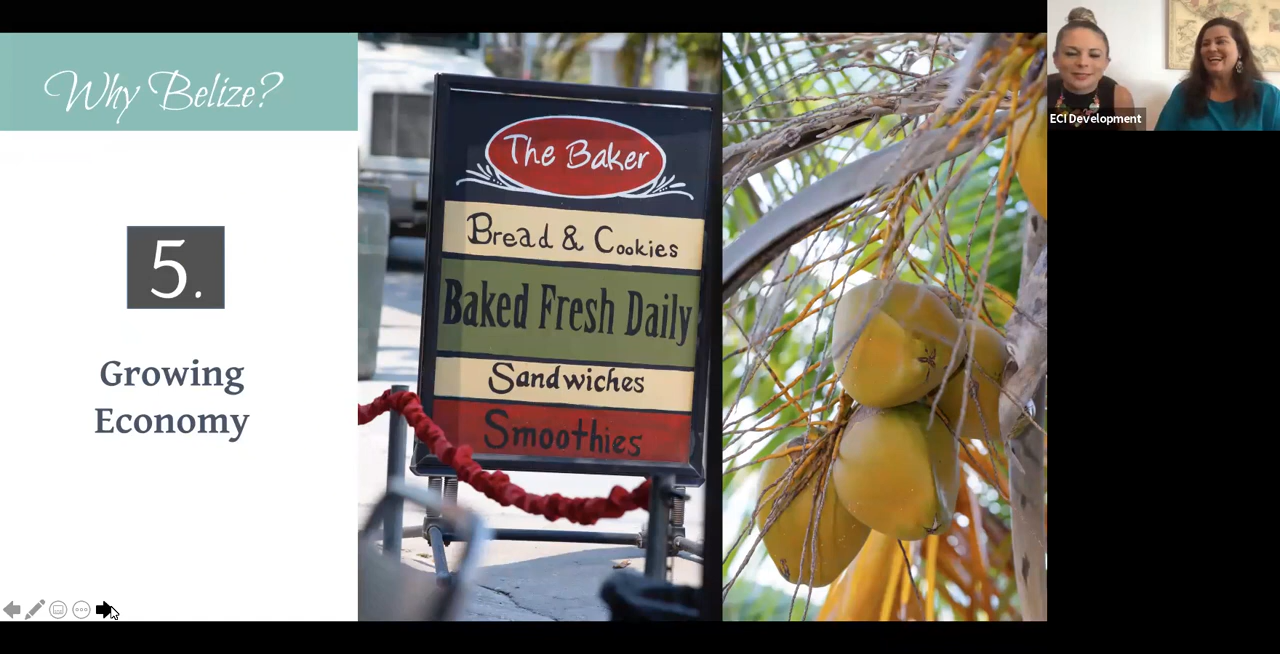 Why Belize?
5.
Growing
Economy
The Baker
Bread & Cookies
Baked Fresh Daily
Sandwiches
Smoothies
ECI Development